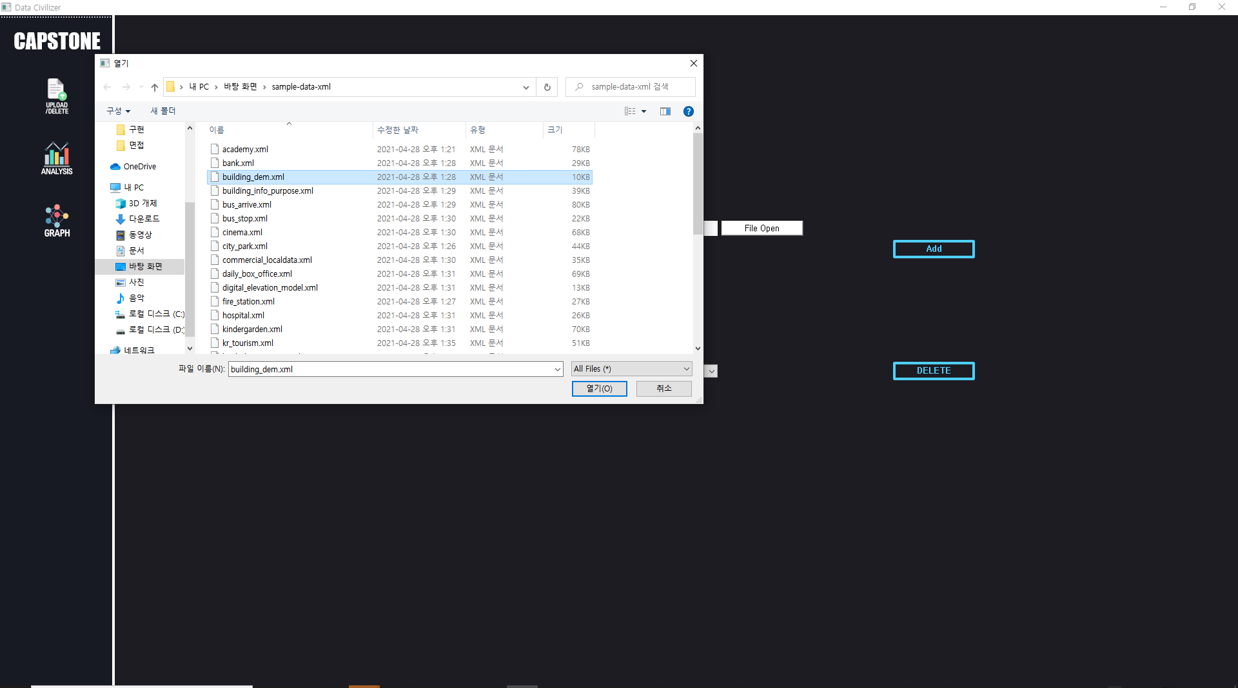 Data Civilizer
CAPSTONE
UPLOAD
/DELETE
ANALYSIS
GRAPH
열기
내 PC > 바탕 화면 > sample-data-xml
sample-data-xml 검색
구성 새 폴더
구현
면접
OneDrive
내 PC
3D 개체
다운로드
동영상
문서
바탕 화면
사진
음악
로컬 디스크 (C:)
로컬 디스크 (D:)
네트워크
이름 수정한 날짜 유형 크기
academy.xml 2021-04-28 오후 1:21 XML 문서 78KB
bank.xml 2021-04-28 오후 1:28 XML 문서 29KB
building_dem.xml 2021-04-28 오후 1:28 XML 문서 10KB
building_info_purpose.xml 2021-04-28 오후 1:29 XML 문서 39KB
bus_arrive.xml 2021-04-28 오후 1:29 XML 문서 80KB
bus_stop.xml 2021-04-28 오후 1:30 XML 문서 22KB
cinema.xml 2021-04-28 오후 1:30 XML 문서 68KB
city_park.xml 2021-04-28 오후 1:26 XML 문서 44KB
commercial_localdata.xml 2021-04-28 오후 1:30 XML 문서 35KB
daily_box_office.xml 2021-04-28 오후 1:31 XML 문서 69KB
digital_elevation_model.xml 2021-04-28 오후 1:31 XML 문서 13KB
fire_station.xml 2021-04-28 오후 1:27 XML 문서 27KB
hospital.xml 2021-04-28 오후 1:31 XML 문서 26KB
kindergarden.xml 2021-04-28 오후 1:31 XML 문서 70KB
kr_tourism.xml 2021-04-28 오후 1:35 XML 문서 51KB
파일 이름(N): building_dem.xml All Files (*)
열기(O) 취소
File Open
Add
DELETE